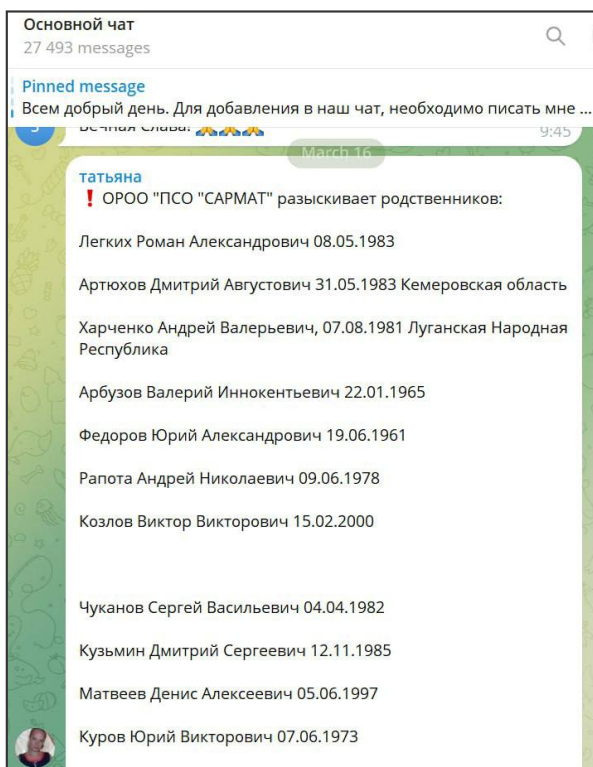 Основной чат
27 493 messages
Pinned message
Всем добрый день. Для добавления в наш чат, необходимо писать мне ...
Вечная Слава! 🙏🙏🙏
9:45
March 16
татьяна
❗ ОРОО "ПСО "САРМАТ" разыскивает родственников:
Легких Роман Александрович 08.05.1983
Артюхов Дмитрий Августович 31.05.1983 Кемеровская область
Харченко Андрей Валерьевич, 07.08.1981 Луганская Народная
Республика
Арбузов Валерий Иннокентьевич 22.01.1965
Федоров Юрий Александрович 19.06.1961
Рапота Андрей Николаевич 09.06.1978
Козлов Виктор Викторович 15.02.2000
Чуканов Сергей Васильевич 04.04.1982
Кузьмин Дмитрий Сергеевич 12.11.1985
Матвеев Денис Алексеевич 05.06.1997
Куров Юрий Викторович 07.06.1973